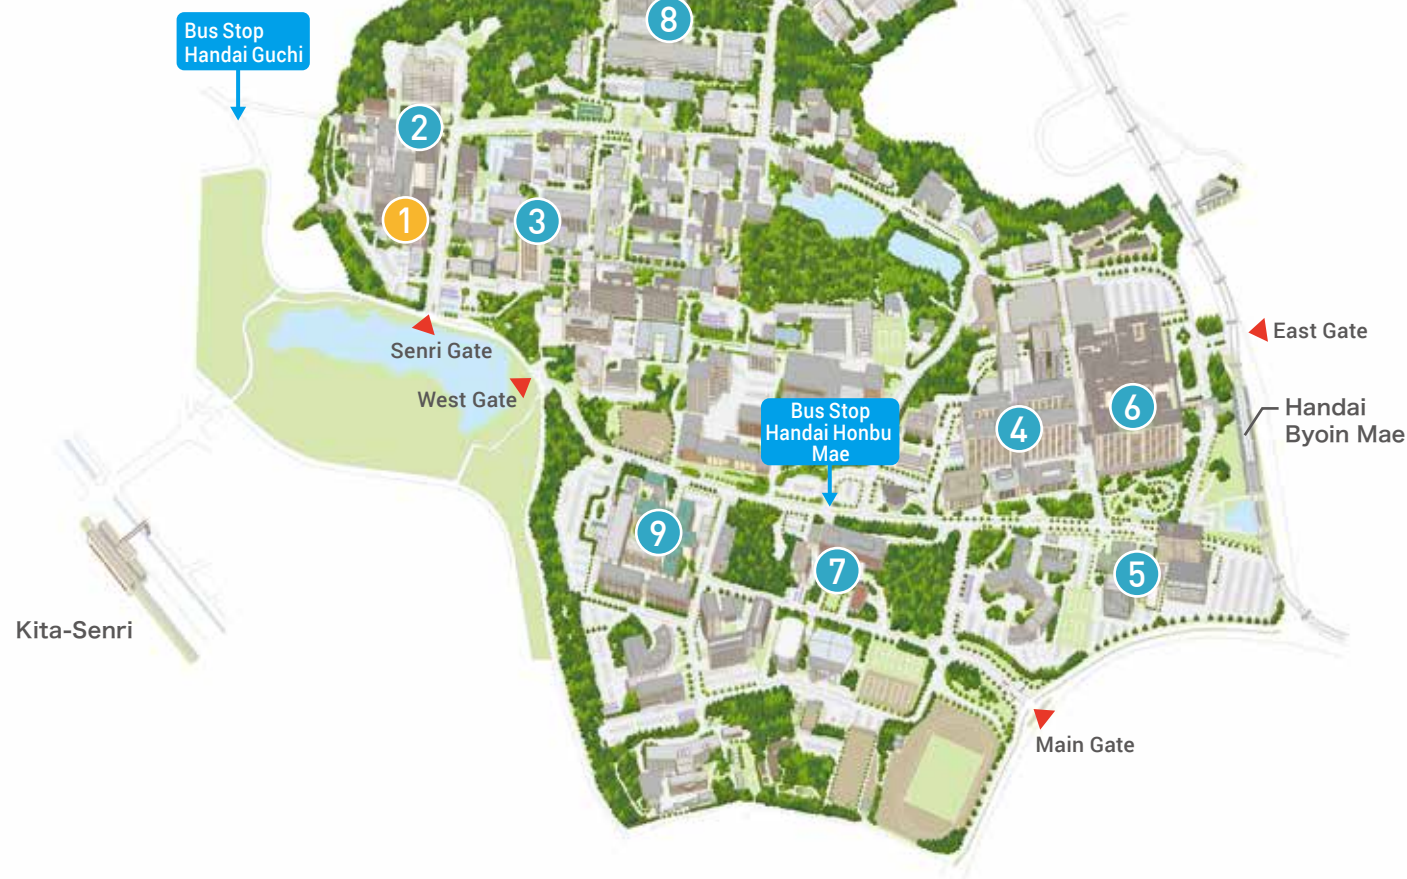 8
Bus Stop
Handai Guchi
2
1
3
Senri Gate
West Gate
East Gate
Handai
Byoin Mae
Bus Stop
Handai Honbu
Mae
4
6
9
7
5
Kita-Senri
Main Gate